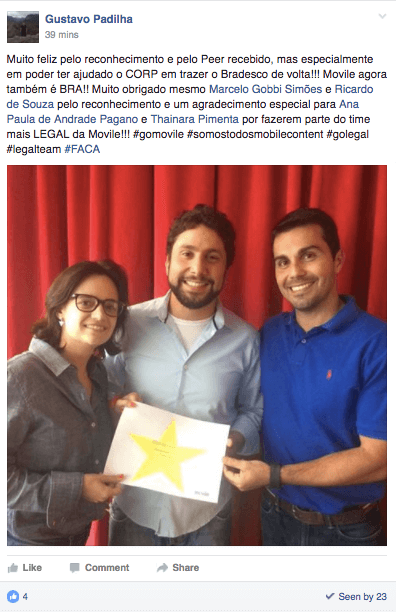 Gustavo Padilha
39 mins
Muito feliz pelo reconhecimento e pelo Peer recebido, mas especialmente
em poder ter ajudado o CORP em trazer o Bradesco de volta!!! Movile agora
também é BRA!! Muito obrigado mesmo Marcelo Gobbi Simões e Ricardo
de Souza pelo reconhecimento e um agradecimento especial para Ana
Paula de Andrade Pagano e Thainara Pimenta por fazerem parte do time
mais LEGAL da Movile!!! #gomovile #somostodosmobilecontent #golegal
#legalteam #FACA
Like Comment Share
4 Seen by 23